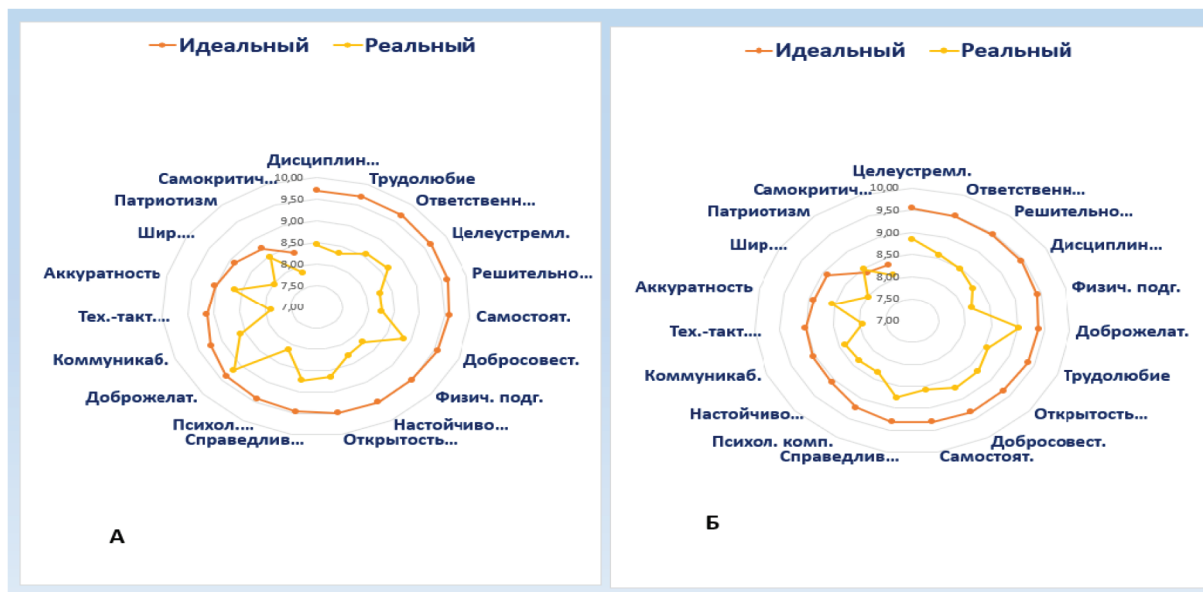 Идеальный Реальный
Дисциплин...
Трудолюбие
Ответственн...
Целеустремл.
Решительно...
Самостоят.
Добросовест.
Физич. подг.
Настойчиво...
Открытость...
Справедлив...
Психол....
Доброжелат.
Коммуникаб.
Тех.-такт....
Аккуратность
Шир....
Патриотизм
Самокритич...
10,00
9,50
9,00
8,50
8,00
7,50
7,00
А
Идеальный Реальный
Целеустремл.
Ответственн...
Решительно...
Дисциплин...
Физич. подг.
Доброжелат.
Трудолюбие
Открытость...
Добросовест.
Самостоят.
Справедлив...
Психол. комп.
Настойчиво...
Коммуникаб.
Тех.-такт....
Аккуратность
Шир....
Патриотизм
Самокритич...
10,00
9,50
9,00
8,50
8,00
7,50
7,00
Б